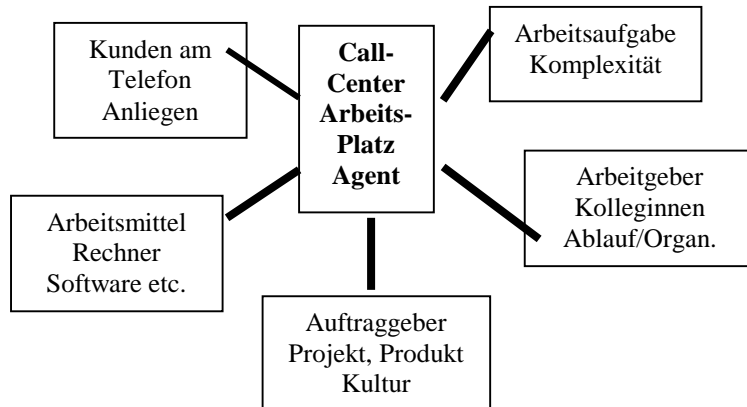 Kunden am
Telefon
Anliegen
Call-
Center
Arbeits-
Platz
Agent
Arbeitsaufgabe
Komplexität
Arbeitsmittel
Rechner
Software etc.
Arbeitgeber
Kolleginnen
Ablauf/Organ.
Auftraggeber
Projekt, Produkt
Kultur